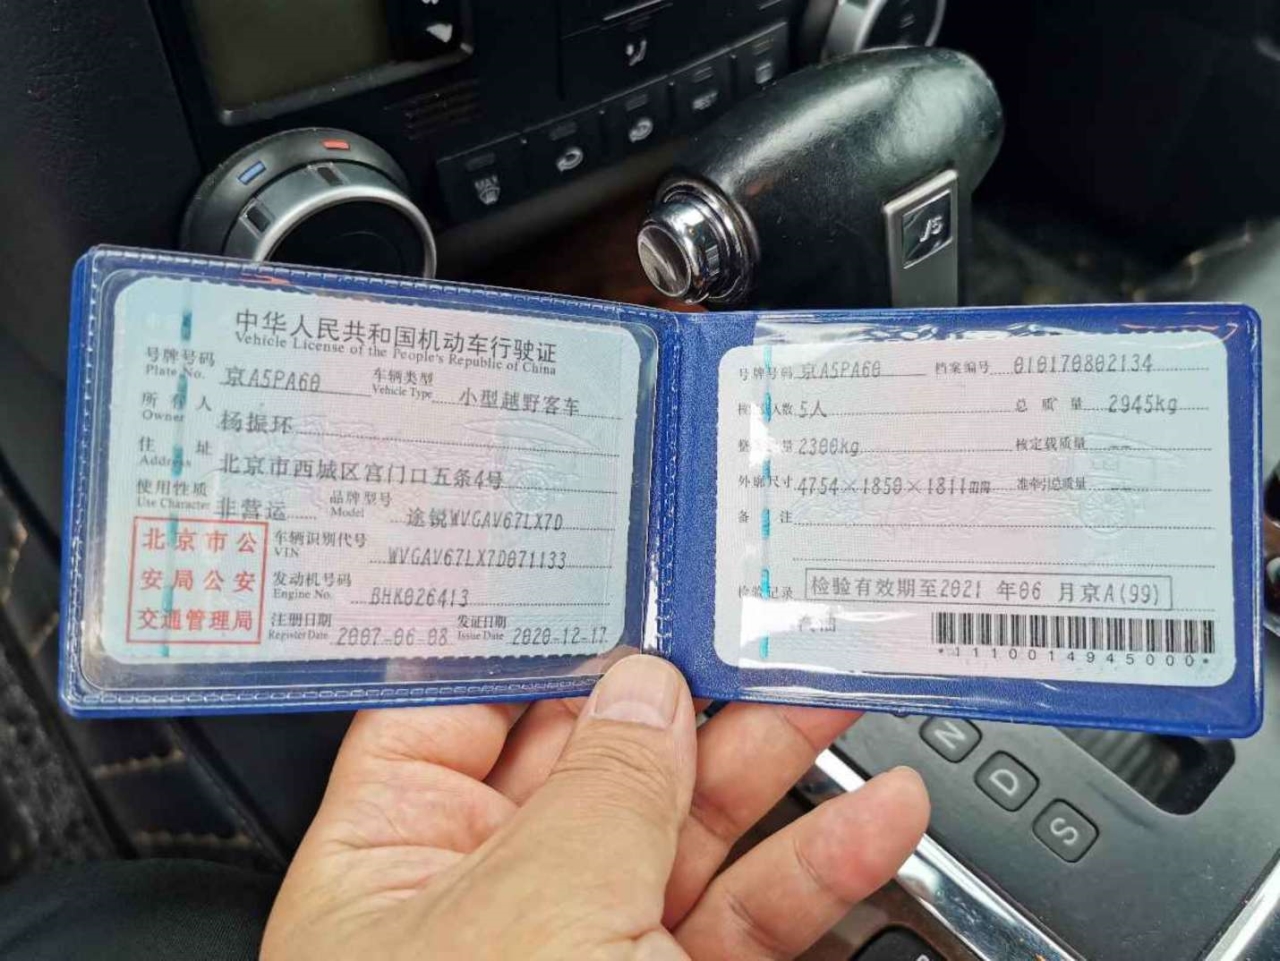 中华人民共和国机动车行驶证
Vehicle License of the People's Republic of China
号牌号码 京A5PA60 车辆类型 小型越野客车
Plate No. Vehicle Type
所有人 杨振环
Owner
住址 北京市西城区宫门口五条4号
Address
使用性质 非营运 品牌型号 途锐WVGAV67LX7D
Use Character Model
北京市公
安局公安
交通管理局
车辆识别代号 WVGAV67LX7D071133
VIN
发动机号码 BHK026413
Engine No.
注册日期 2007-06-08 发证日期 2020-12-17
Register Date Issue Date
号牌号码 京A5PA60 档案编号 010170802134
人数 5人 总质量 2945kg
整 量 2300kg 核定载质量 --
外廓尺寸 4754×1850×1811mm 准牵引总质量 --
备注
检验记录 检验有效期至2021年06月京A(99)
汽油
*1110014945000*
MAX
JS
N
D
S